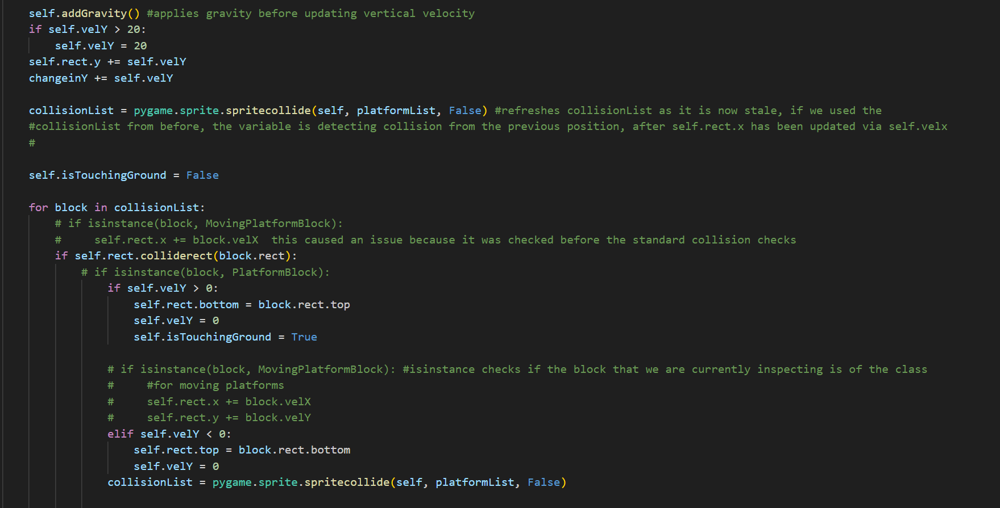 self.addGravity() #applies gravity before updating vertical velocity
if self.velY > 20:
    self.velY = 20
self.rect.y += self.velY
changeinY += self.velY
collisionList = pygame.sprite.spritecollide(self, platformList, False) #refreshes collisionList as it is now stale, if we used the
#collisionList from before, the variable is detecting collision from the previous position, after self.rect.x has been updated via self.velx
#
self.isTouchingGround = False
for block in collisionList:
    # if isinstance(block, MovingPlatformBlock):
    #     self.rect.x += block.velX  this caused an issue because it was checked before the standard collision checks
    if self.rect.colliderect(block.rect):
        # if isinstance(block, PlatformBlock):
            if self.velY > 0:
                self.rect.bottom = block.rect.top
                self.velY = 0
                self.isTouchingGround = True
            # if isinstance(block, MovingPlatformBlock): #isinstance checks if the block that we are currently inspecting is of the class
            #     #for moving platforms
            #     self.rect.x += block.velX
            #     self.rect.y += block.velY
            elif self.velY < 0:
                self.rect.top = block.rect.bottom
                self.velY = 0
            collisionList = pygame.sprite.spritecollide(self, platformList, False)